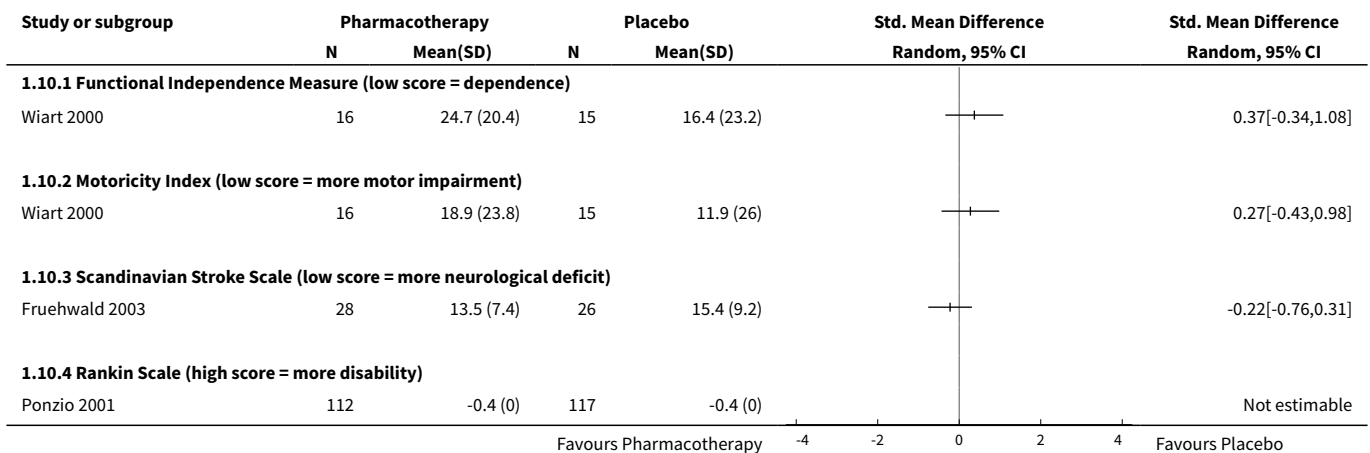 Study or subgroup Pharmacotherapy Placebo Std. Mean Difference Std. Mean Difference
N Mean(SD) N Mean(SD) Random, 95% CI Random, 95% CI
1.10.1 Functional Independence Measure (low score = dependence)
Wiart 2000 16 24.7 (20.4) 15 16.4 (23.2) 0.37[-0.34,1.08]
1.10.2 Motoricity Index (low score = more motor impairment)
Wiart 2000 16 18.9 (23.8) 15 11.9 (26) 0.27[-0.43,0.98]
1.10.3 Scandinavian Stroke Scale (low score = more neurological deficit)
Fruehwald 2003 28 13.5 (7.4) 26 15.4 (9.2) -0.22[-0.76,0.31]
1.10.4 Rankin Scale (high score = more disability)
Ponzio 2001 112 -0.4 (0) 117 -0.4 (0) Not estimable
Favours Pharmacotherapy -4 -2 0 2 4 Favours Placebo